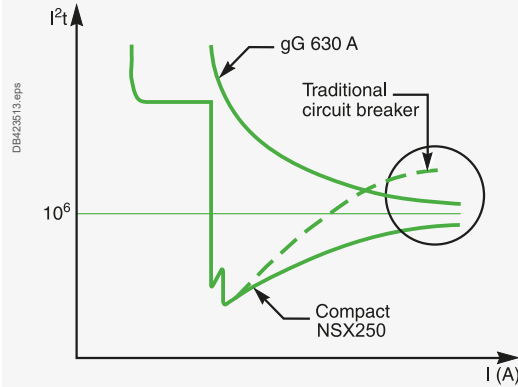 I²t
gG 630 A
Traditional
circuit breaker
DB423513.eps
10⁶
Compact
NSX250
I (A)